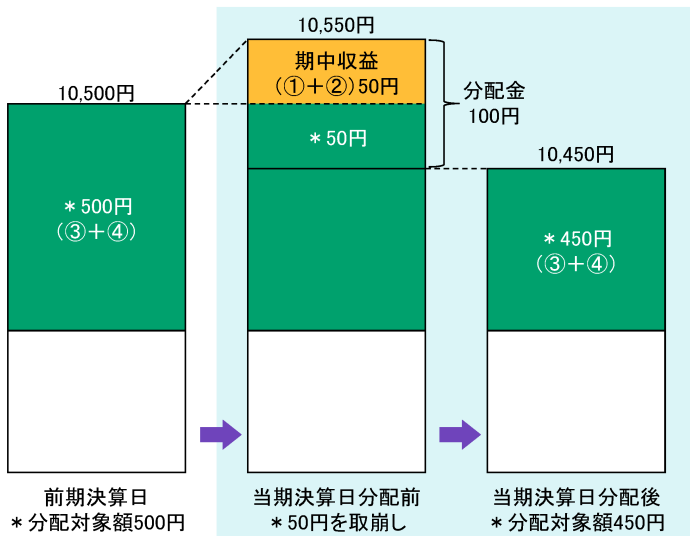 10,500円
*500円
(③+④)
前期決算日
*分配対象額500円
10,550円
期中収益
(①+②)50円
*50円
分配金
100円
当期決算日分配前
*50円を取崩し
10,450円
*450円
(③+④)
当期決算日分配後
*分配対象額450円